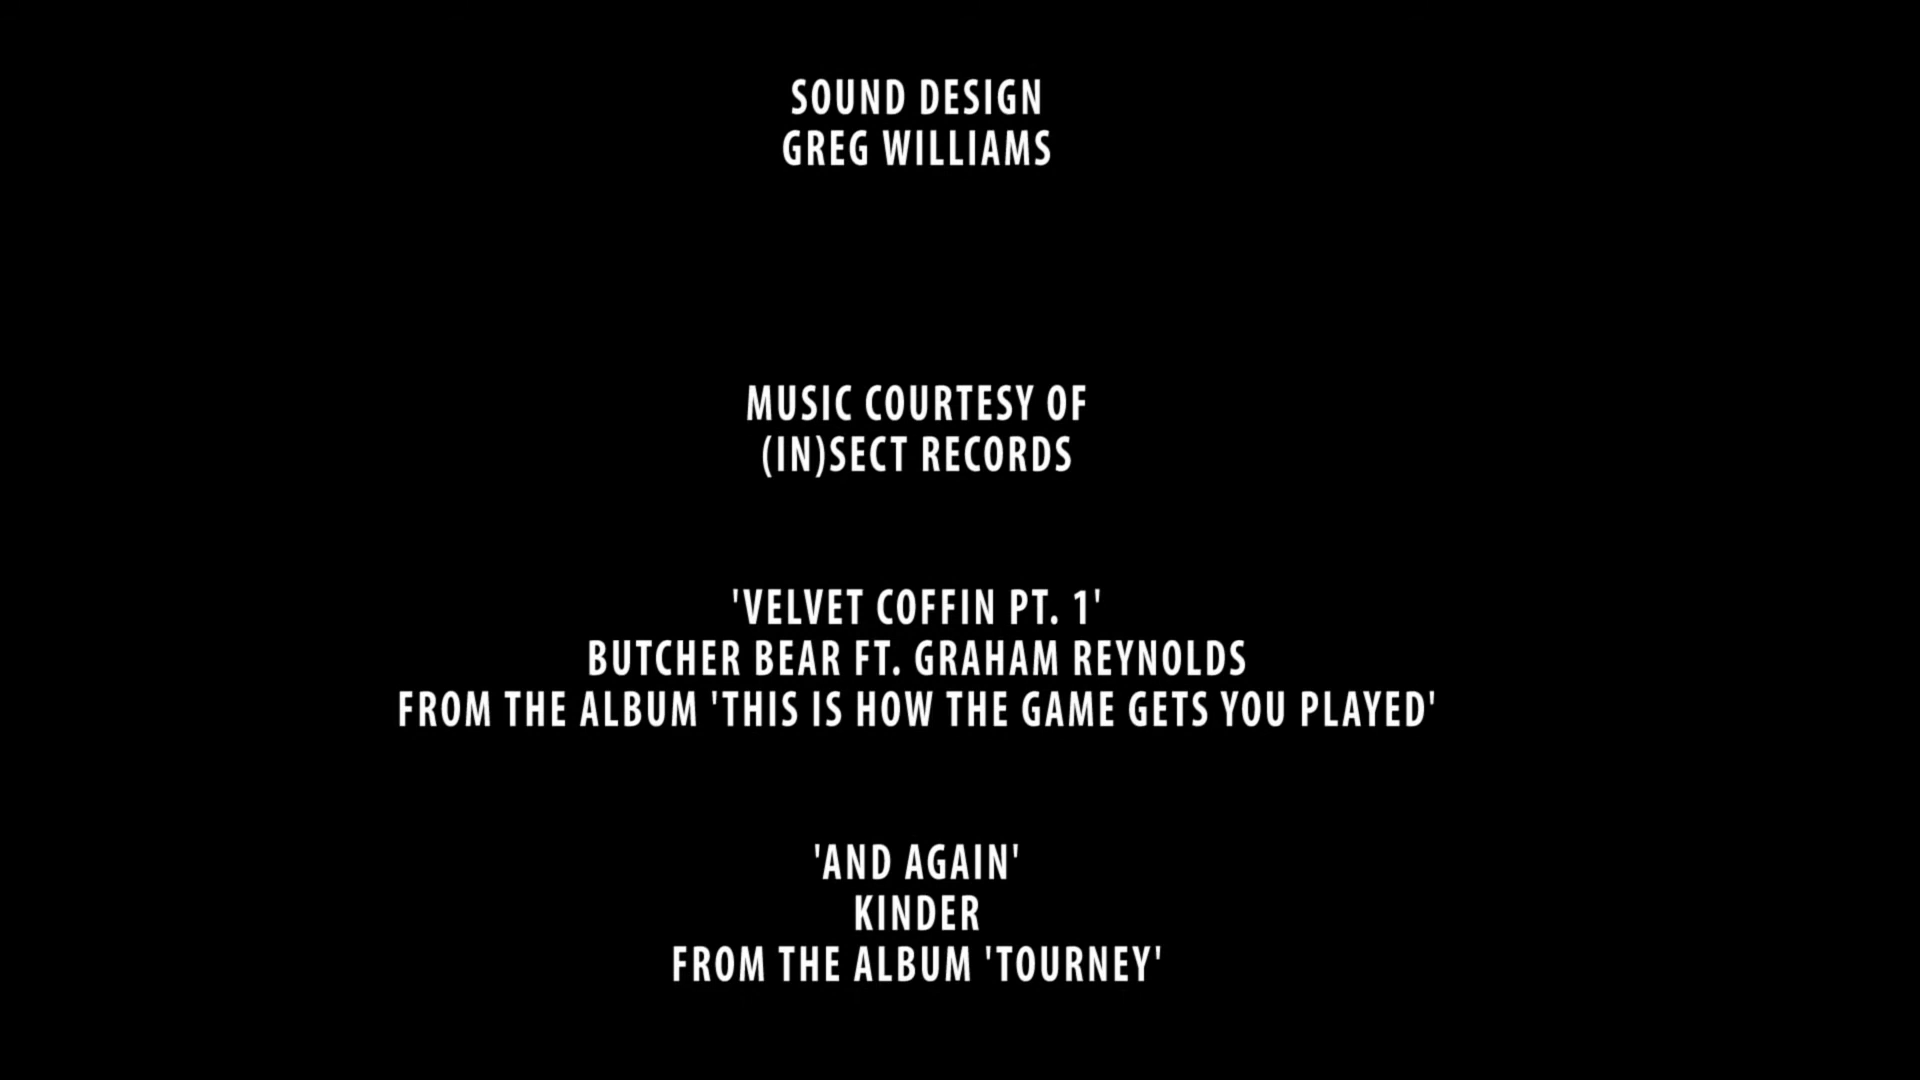 SOUND DESIGN
GREG WILLIAMS
MUSIC COURTESY OF
(IN)SECT RECORDS
'VELVET COFFIN PT. 1'
BUTCHER BEAR FT. GRAHAM REYNOLDS
FROM THE ALBUM 'THIS IS HOW THE GAME GETS YOU PLAYED'
'AND AGAIN'
KINDER
FROM THE ALBUM 'TOURNEY'